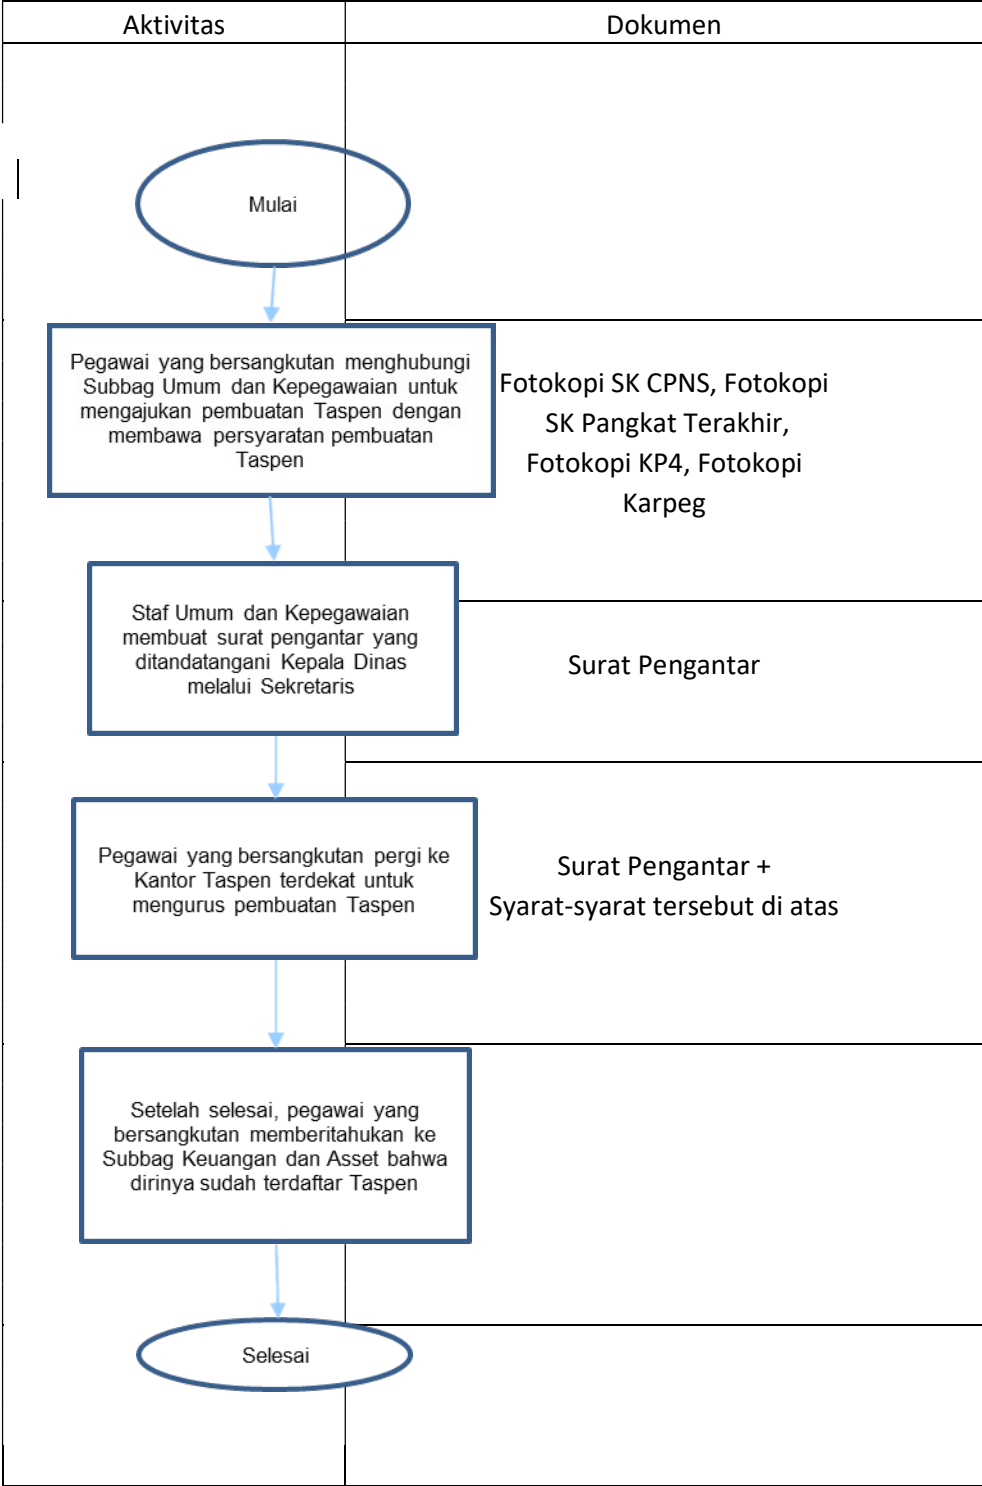 Aktivitas
Dokumen
Mulai
Pegawai yang bersangkutan menghubungi
Subbag Umum dan Kepegawaian untuk
mengajukan pembuatan Taspen dengan
membawa persyaratan pembuatan
Taspen
Fotokopi SK CPNS, Fotokopi
SK Pangkat Terakhir,
Fotokopi KP4, Fotokopi
Karpeg
Staf Umum dan Kepegawaian
membuat surat pengantar yang
ditandatangani Kepala Dinas
melalui Sekretaris
Surat Pengantar
Pegawai yang bersangkutan pergi ke
Kantor Taspen terdekat untuk
mengurus pembuatan Taspen
Surat Pengantar +
Syarat-syarat tersebut di atas
Setelah selesai, pegawai yang
bersangkutan memberitahukan ke
Subbag Keuangan dan Asset bahwa
dirinya sudah terdaftar Taspen
Selesai